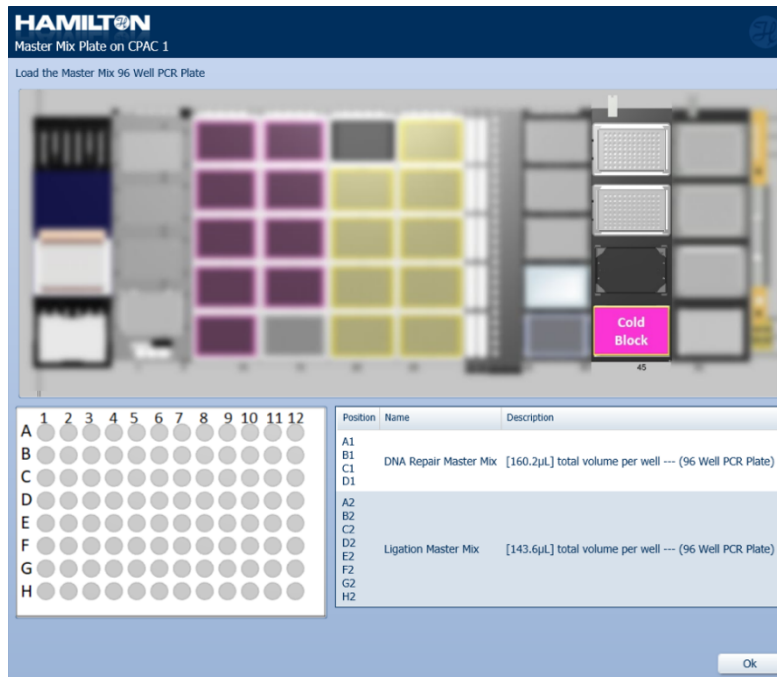 HAMILTON
Master Mix Plate on CPAC 1
Load the Master Mix 96 Well PCR Plate
Cold
Block
45
1 2 3 4 5 6 7 8 9 10 11 12
A
B
C
D
E
F
G
H
Position Name Description
A1
B1
C1
D1
DNA Repair Master Mix [160.2µL] total volume per well --- (96 Well PCR Plate)
A2
B2
C2
D2
E2
F2
G2
H2
Ligation Master Mix [143.6µL] total volume per well --- (96 Well PCR Plate)
Ok